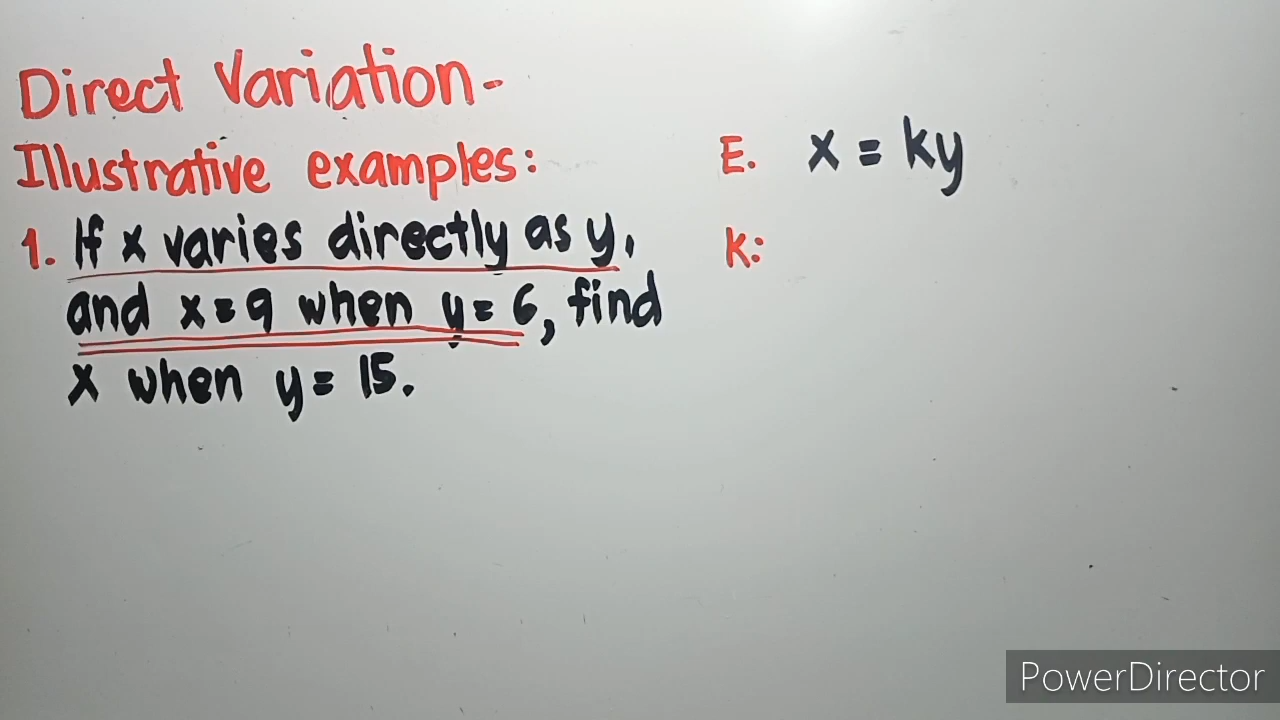 Direct Variation-
Illustrative examples:
1. If x varies directly as y,
and x = 9 when y = 6, find
x when y = 15.
E. x = ky
K:
PowerDirector